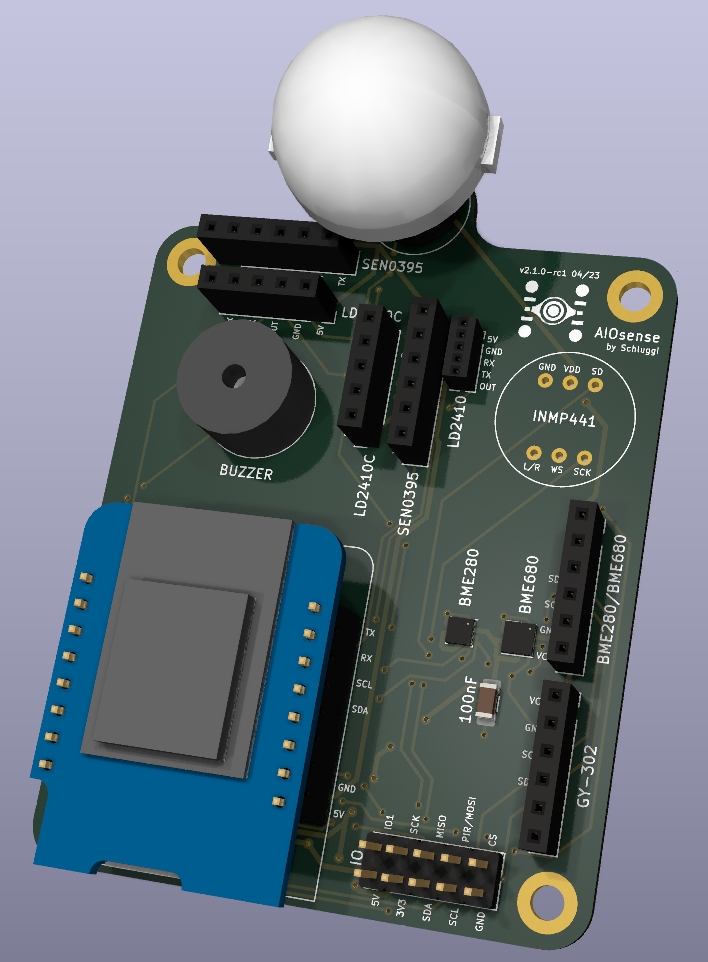 SEN0395
TX
v2.1.0-rc1 04/23
AIOsense
by Schluggi
GND
5V
5V
GND
RX
TX
OUT
LD2410
GND VDD SD
INMP441
L/R WS SCK
BUZZER
LD2410C
SEN0395
BME280
BME680
BME280/BME680
TX
RX
SCL
SDA
GND
5V
100nF
GY-302
IO
IO1
SCK
MISO
PIR/MOSI
CS
5V
3V3
SDA
SCL
GND